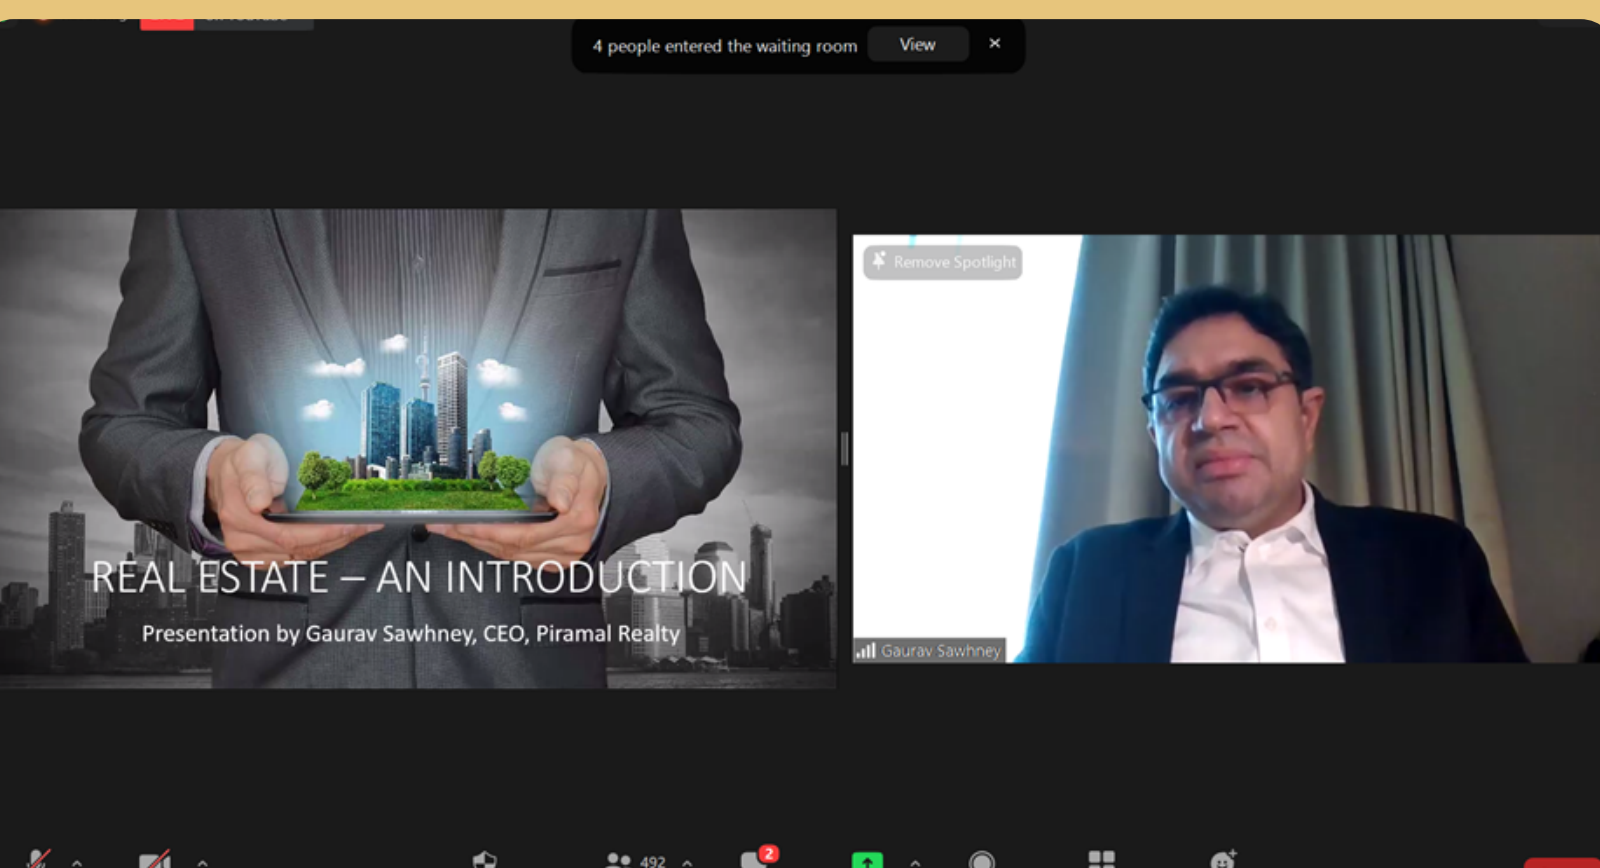 4 people entered the waiting room
View
Remove Spotlight
REAL ESTATE – AN INTRODUCTION
Presentation by Gaurav Sawhney, CEO, Piramal Realty
Gaurav Sawhney
492
2